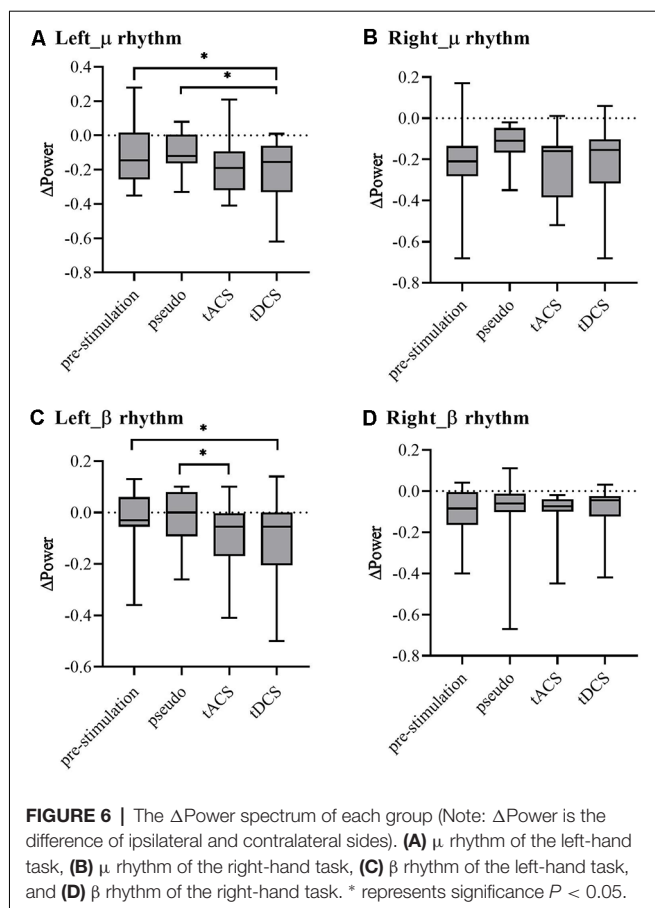 A Left_μ rhythm
*
*
0.4
0.2
0.0
-0.2
-0.4
-0.6
-0.8
ΔPower
pre-stimulation
pseudo
tACS
tDCS
B Right_μ rhythm
0.2
0.0
-0.2
-0.4
-0.6
-0.8
ΔPower
pre-stimulation
pseudo
tACS
tDCS
C Left_β rhythm
*
*
0.2
0.0
-0.2
-0.4
-0.6
ΔPower
pre-stimulation
pseudo
tACS
tDCS
D Right_β rhythm
0.2
0.0
-0.2
-0.4
-0.6
-0.8
ΔPower
pre-stimulation
pseudo
tACS
tDCS
FIGURE 6 | The ΔPower spectrum of each group (Note: ΔPower is the
difference of ipsilateral and contralateral sides). (A) μ rhythm of the left-hand
task, (B) μ rhythm of the right-hand task, (C) β rhythm of the left-hand task,
and (D) β rhythm of the right-hand task. * represents significance P < 0.05.